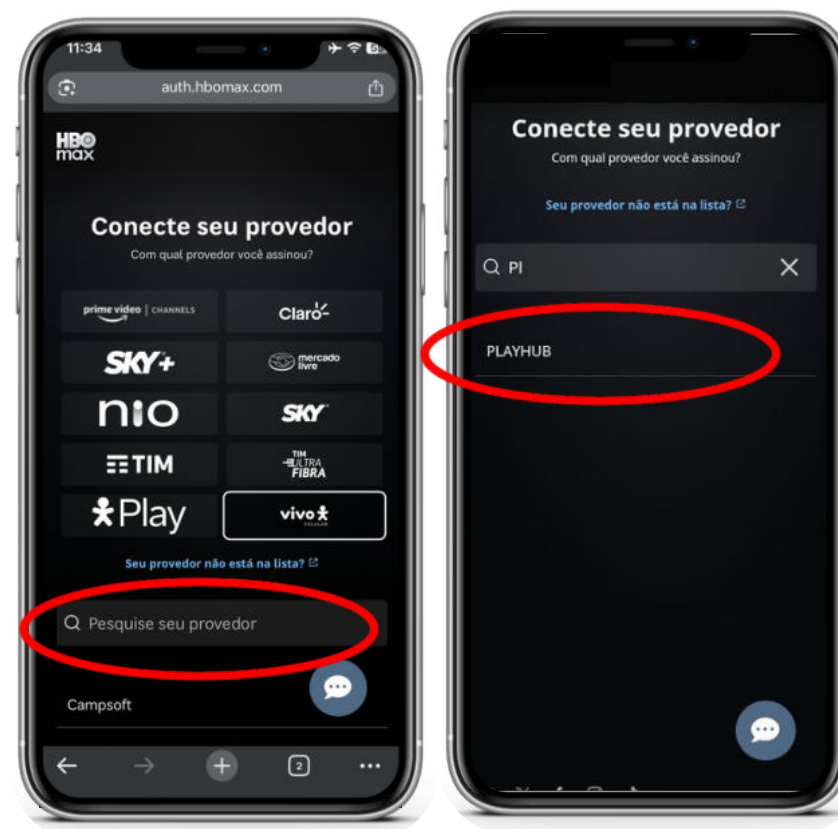 11:34
auth.hbomax.com
HBO
max
Conecte seu provedor
Com qual provedor você assinou?
prime video | CHANNELS
Claro
SKY+
mercado
livre
nio
SKY
TIM
TIM
ULTRA
FIBRA
Play
vivo
Seu provedor não está na lista?
Pesquise seu provedor
Campsoft
2
Conecte seu provedor
Com qual provedor você assinou?
Seu provedor não está na lista?
Pl
PLAYHUB